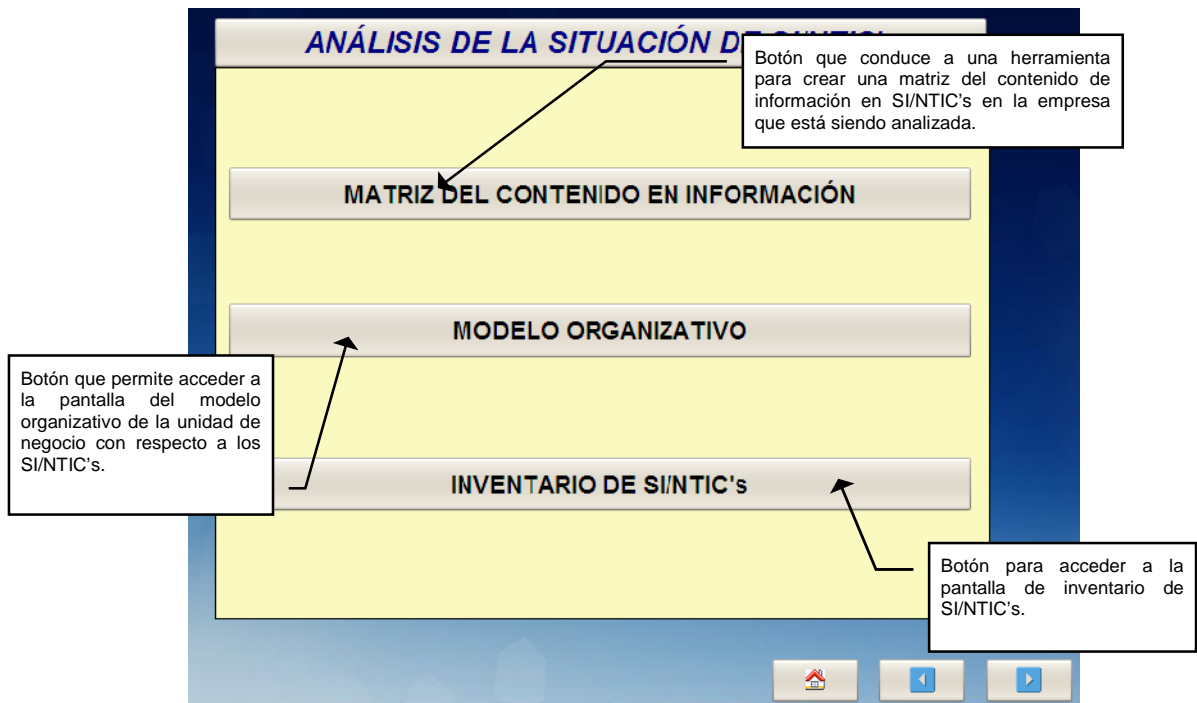 ANÁLISIS DE LA SITUACIÓN
Botón que conduce a una herramienta
para crear una matriz del contenido de
información en SI/NTIC's en la empresa
que está siendo analizada.
MATRIZ DEL CONTENIDO EN INFORMACIÓN
MODELO ORGANIZATIVO
Botón que permite acceder a
la pantalla del modelo
organizativo de la unidad de
negocio con respecto a los
SI/NTIC's.
INVENTARIO DE SI/NTIC's
Botón para acceder a la
pantalla de inventario de
SI/NTIC's.